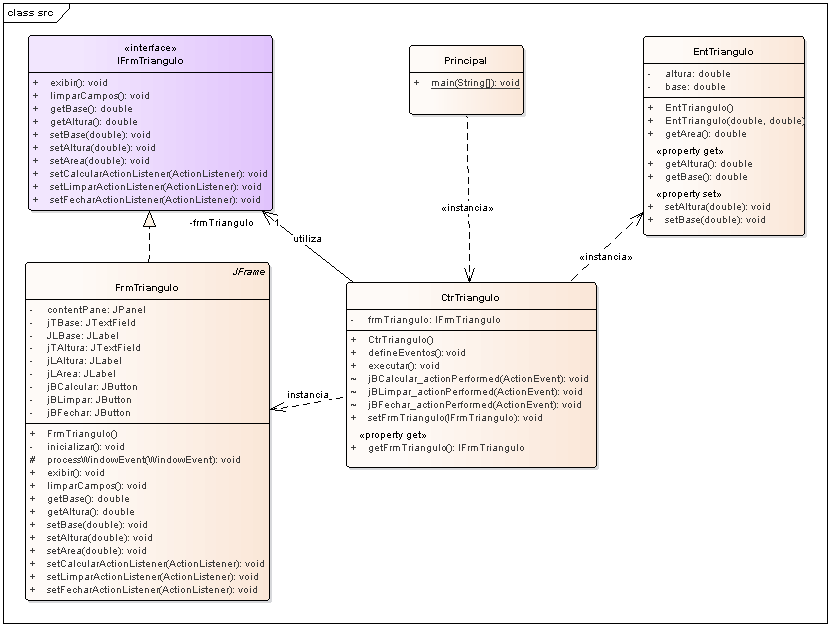 class src
«interface»
IFrmTriangulo
+ exibir(): void
+ limparCampos(): void
+ getBase(): double
+ getAltura(): double
+ setBase(double): void
+ setAltura(double): void
+ setArea(double): void
+ setCalcularActionListener(ActionListener): void
+ setLimparActionListener(ActionListener): void
+ setFecharActionListener(ActionListener): void
Principal
+ main(String[]): void
EntTriangulo
- altura: double
- base: double
+ EntTriangulo()
+ EntTriangulo(double, double)
+ getArea(): double
«property get»
+ getAltura(): double
+ getBase(): double
«property set»
+ setAltura(double): void
+ setBase(double): void
«instancia»
-frmTriangulo
1
utiliza
«instancia»
JFrame
FrmTriangulo
- contentPane: JPanel
- jTBase: JTextField
- JLBase: JLabel
- jTAltura: JTextField
- jLAltura: JLabel
- jLArea: JLabel
- jBCalcular: JButton
- jBLimpar: JButton
- jBFechar: JButton
+ FrmTriangulo()
- inicializar(): void
# processWindowEvent(WindowEvent): void
+ exibir(): void
+ limparCampos(): void
+ getBase(): double
+ getAltura(): double
+ setBase(double): void
+ setAltura(double): void
+ setArea(double): void
+ setCalcularActionListener(ActionListener): void
+ setLimparActionListener(ActionListener): void
+ setFecharActionListener(ActionListener): void
instancia
CtrTriangulo
- frmTriangulo: IFrmTriangulo
+ CtrTriangulo()
+ defineEventos(): void
+ executar(): void
~ jBCalcular_actionPerformed(ActionEvent): void
~ jBLimpar_actionPerformed(ActionEvent): void
~ jBFechar_actionPerformed(ActionEvent): void
+ setFrmTriangulo(IFrmTriangulo): void
«property get»
+ getFrmTriangulo(): IFrmTriangulo